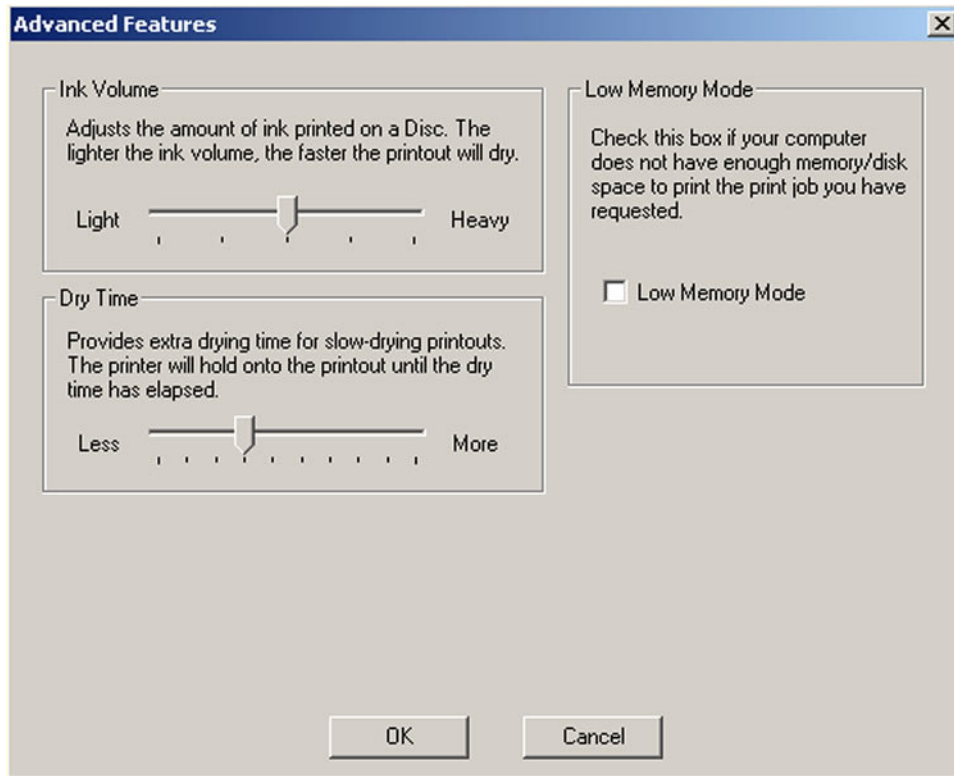 Advanced Features
Ink Volume
Adjusts the amount of ink printed on a Disc. The
lighter the ink volume, the faster the printout will dry.
Light
Heavy
Dry Time
Provides extra drying time for slow-drying printouts.
The printer will hold onto the printout until the dry
time has elapsed.
Less
More
Low Memory Mode
Check this box if your computer
does not have enough memory/disk
space to print the print job you have
requested.
Low Memory Mode
OK
Cancel